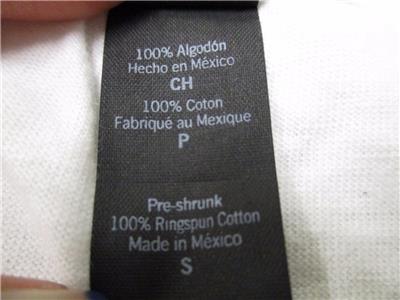 100% Algodón
Hecho en México
CH
100% Coton
Fabriqué au Mexique
P
Pre-shrunk
100% Ringspun Cotton
Made in México
S